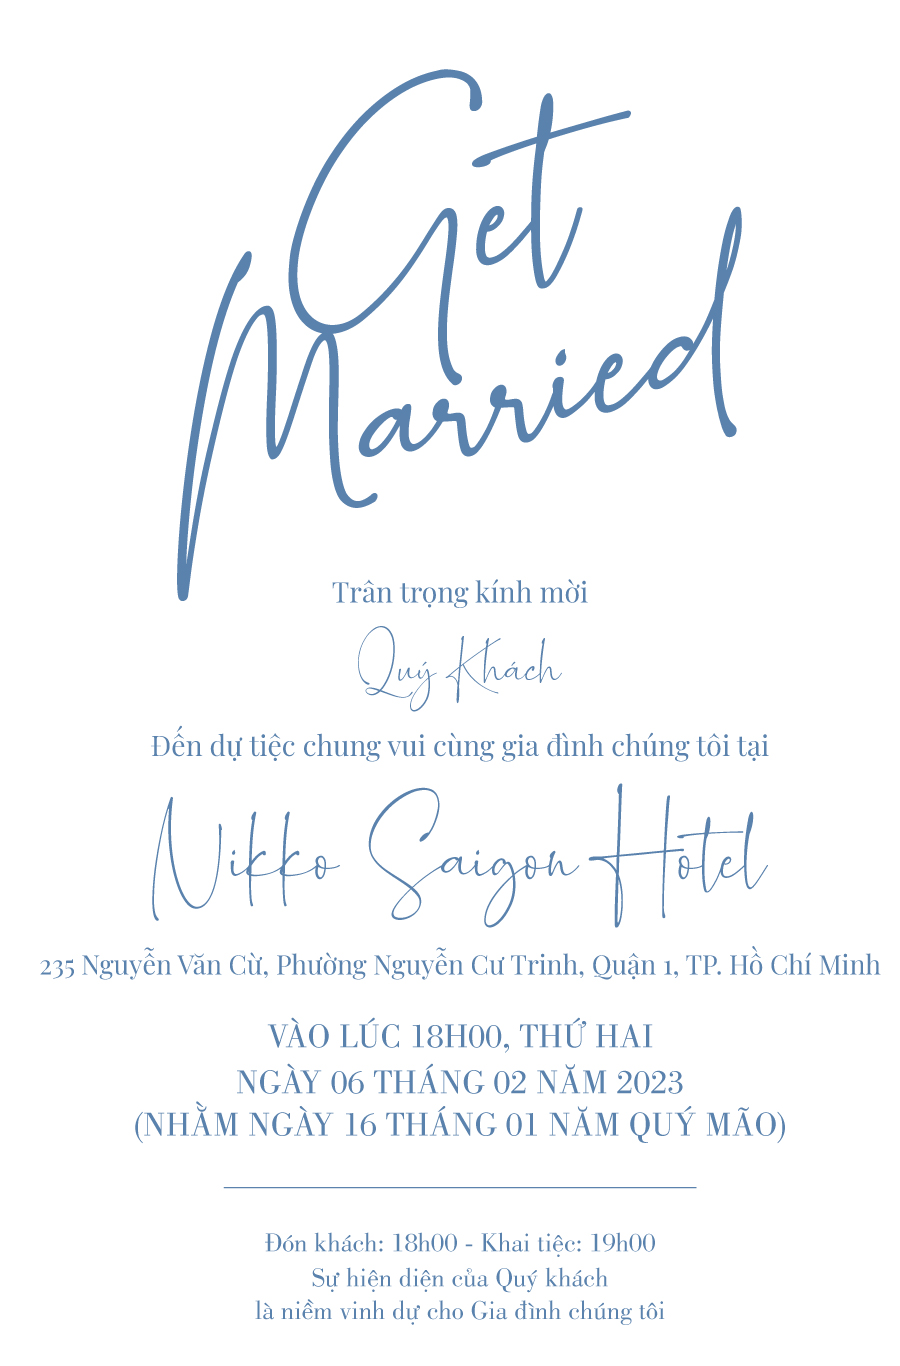 Get
Married
Trân trọng kính mời
Quý Khách
Đến dự tiệc chung vui cùng gia đình chúng tôi tại
Nikko Saigon Hotel
235 Nguyễn Văn Cừ, Phường Nguyễn Cư Trinh, Quận 1, TP. Hồ Chí Minh
VÀO LÚC 18H00, THỨ HAI
NGÀY 06 THÁNG 02 NĂM 2023
(NHẰM NGÀY 16 THÁNG 01 NĂM QUÝ MÃO)
Đón khách: 18h00 - Khai tiệc: 19h00
Sự hiện diện của Quý khách
là niềm vinh dự cho Gia đình chúng tôi